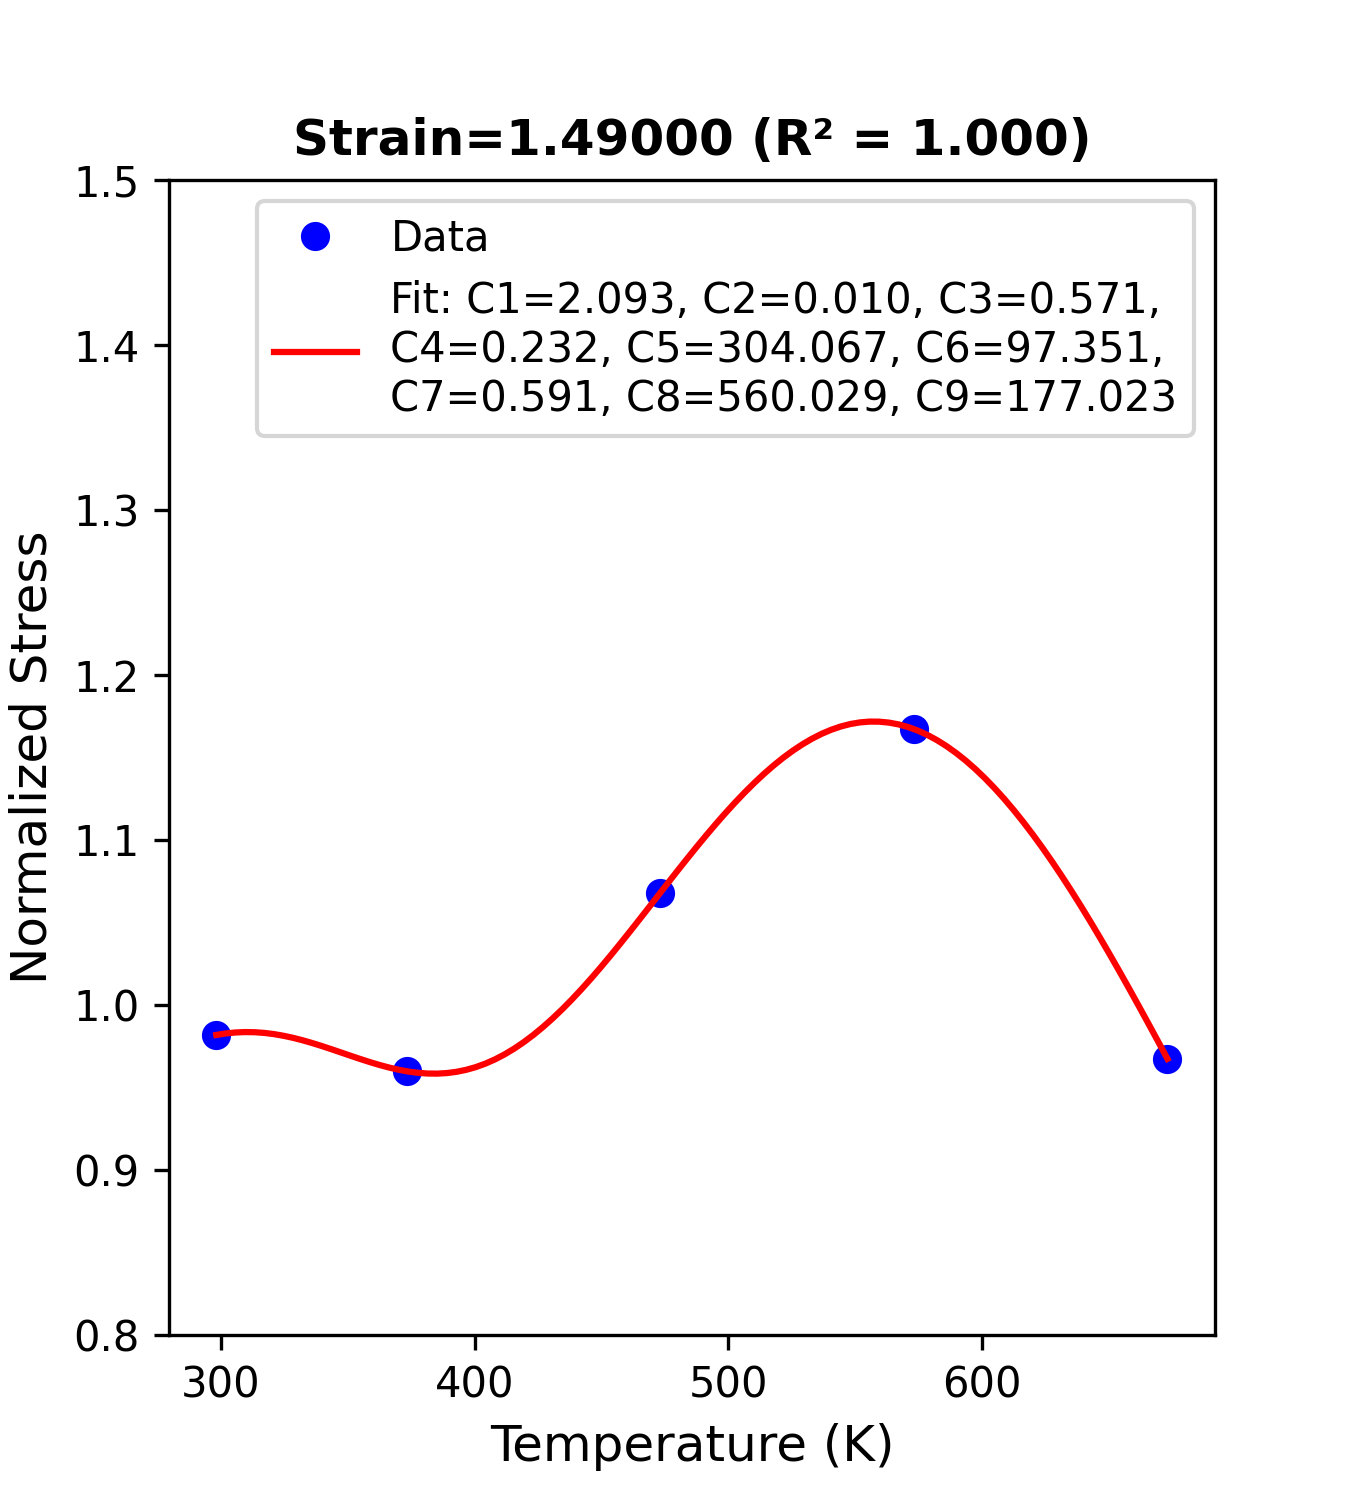 Strain=1.49000 (R² = 1.000)
1.5
1.4
1.3
1.2
1.1
1.0
0.9
0.8
Normalized Stress
Data
Fit: C1=2.093, C2=0.010, C3=0.571,
C4=0.232, C5=304.067, C6=97.351,
C7=0.591, C8=560.029, C9=177.023
300 400 500 600
Temperature (K)